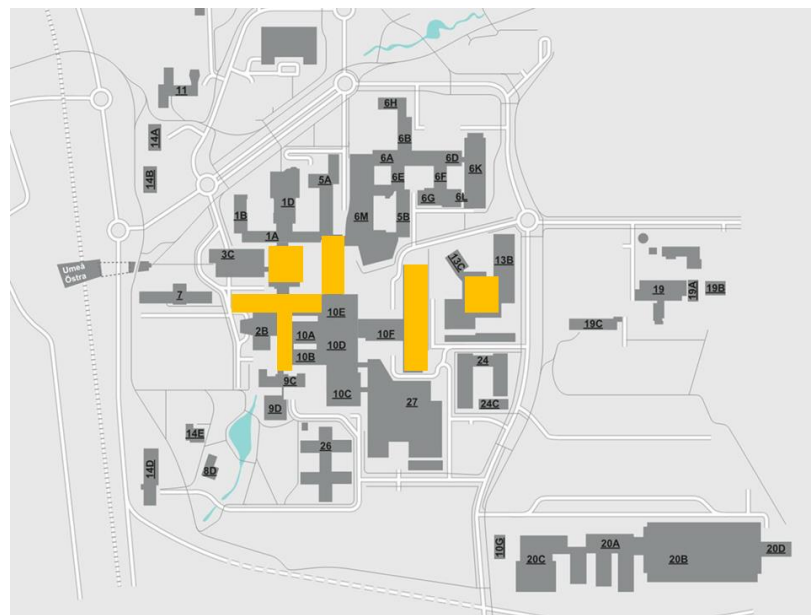 6H
11
6B
14A
6A
6D
6K
14B
5A
6E
6F
1D
6G
6L
1B
6M
5B
1A
3C
13C
13B
Umeå
Östra
7
19
19A
19B
10E
2B
10A
10F
19C
10D
10B
24
9C
10C
27
24C
9D
14E
26
14D
8D
10G
20A
20C
20B
20D